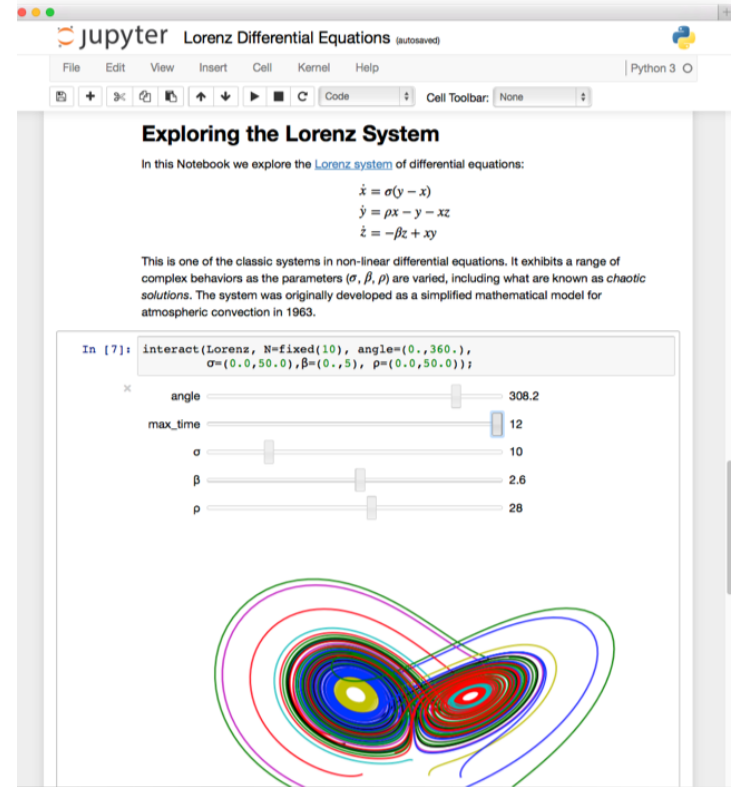 jupyter Lorenz Differential Equations (autosaved)
File Edit View Insert Cell Kernel Help Python 3
Code Cell Toolbar: None
Exploring the Lorenz System
In this Notebook we explore the Lorenz system of differential equations:
ẋ = σ(y − x)
ẏ = ρx − y − xz
ż = −βz + xy
This is one of the classic systems in non-linear differential equations. It exhibits a range of
complex behaviors as the parameters (σ, β, ρ) are varied, including what are known as chaotic
solutions. The system was originally developed as a simplified mathematical model for
atmospheric convection in 1963.
In [7]: interact(Lorenz, N=fixed(10), angle=(0.,360.),
σ=(0.0,50.0),β=(0.,5), ρ=(0.0,50.0));
angle 308.2
max_time 12
σ 10
β 2.6
ρ 28